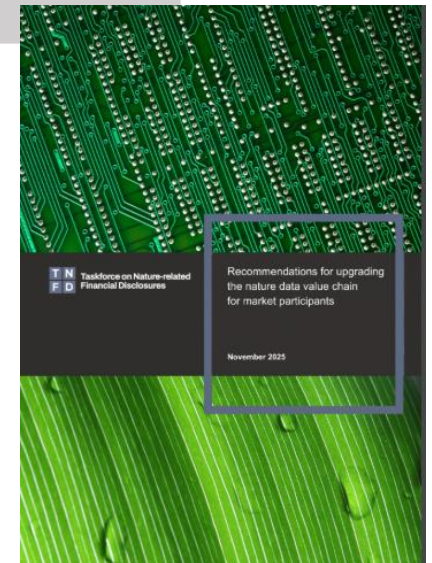 T N
F D
Taskforce on Nature-related
Financial Disclosures
Recommendations for upgrading
the nature data value chain
for market participants
November 2025